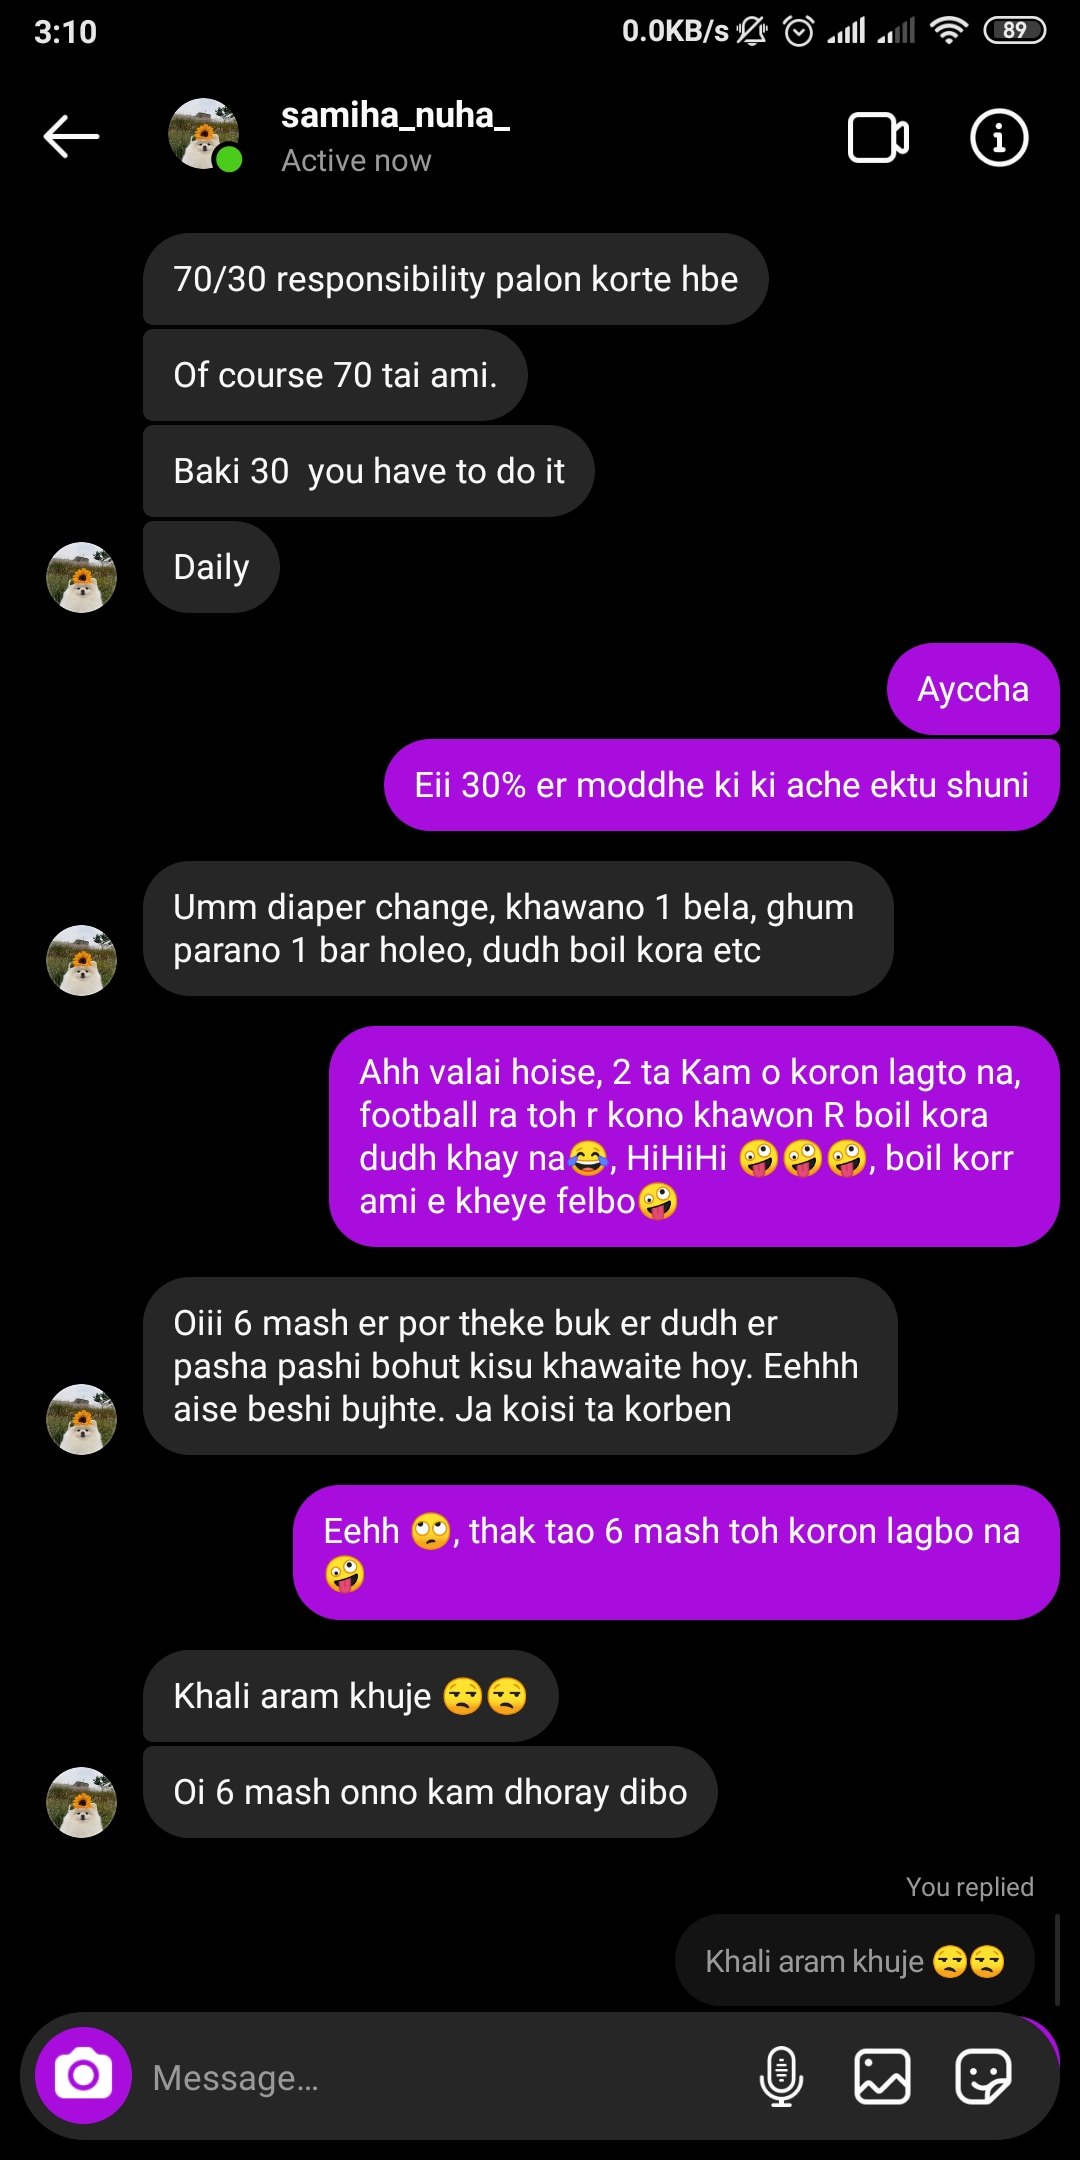 3:10 0.0KB/s 89
samiha_nuha_
Active now
70/30 responsibility palon korte hbe
Of course 70 tai ami.
Baki 30  you have to do it
Daily
Ayccha
Eii 30% er moddhe ki ki ache ektu shuni
Umm diaper change, khawano 1 bela, ghum
parano 1 bar holeo, dudh boil kora etc
Ahh valai hoise, 2 ta Kam o koron lagto na,
football ra toh r kono khawon R boil kora
dudh khay na😂, HiHiHi 🤪🤪🤪, boil korr
ami e kheye felbo🤪
Oiii 6 mash er por theke buk er dudh er
pasha pashi bohut kisu khawaite hoy. Eehhh
aise beshi bujhte. Ja koisi ta korben
Eehh 🙄, thak tao 6 mash toh koron lagbo na
🤪
Khali aram khuje 😒😒
Oi 6 mash onno kam dhoray dibo
You replied
Khali aram khuje 😒😒
Message...